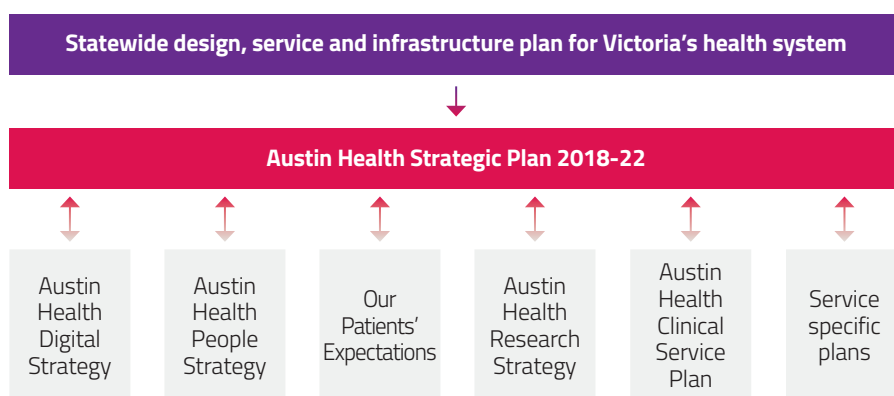 Statewide design, service and infrastructure plan for Victoria’s health system
Austin Health Strategic Plan 2018-22
Austin
Health
Digital
Strategy
Austin
Health
People
Strategy
Our
Patients’
Expectations
Austin
Health
Research
Strategy
Austin
Health
Clinical
Service
Plan
Service
specific
plans